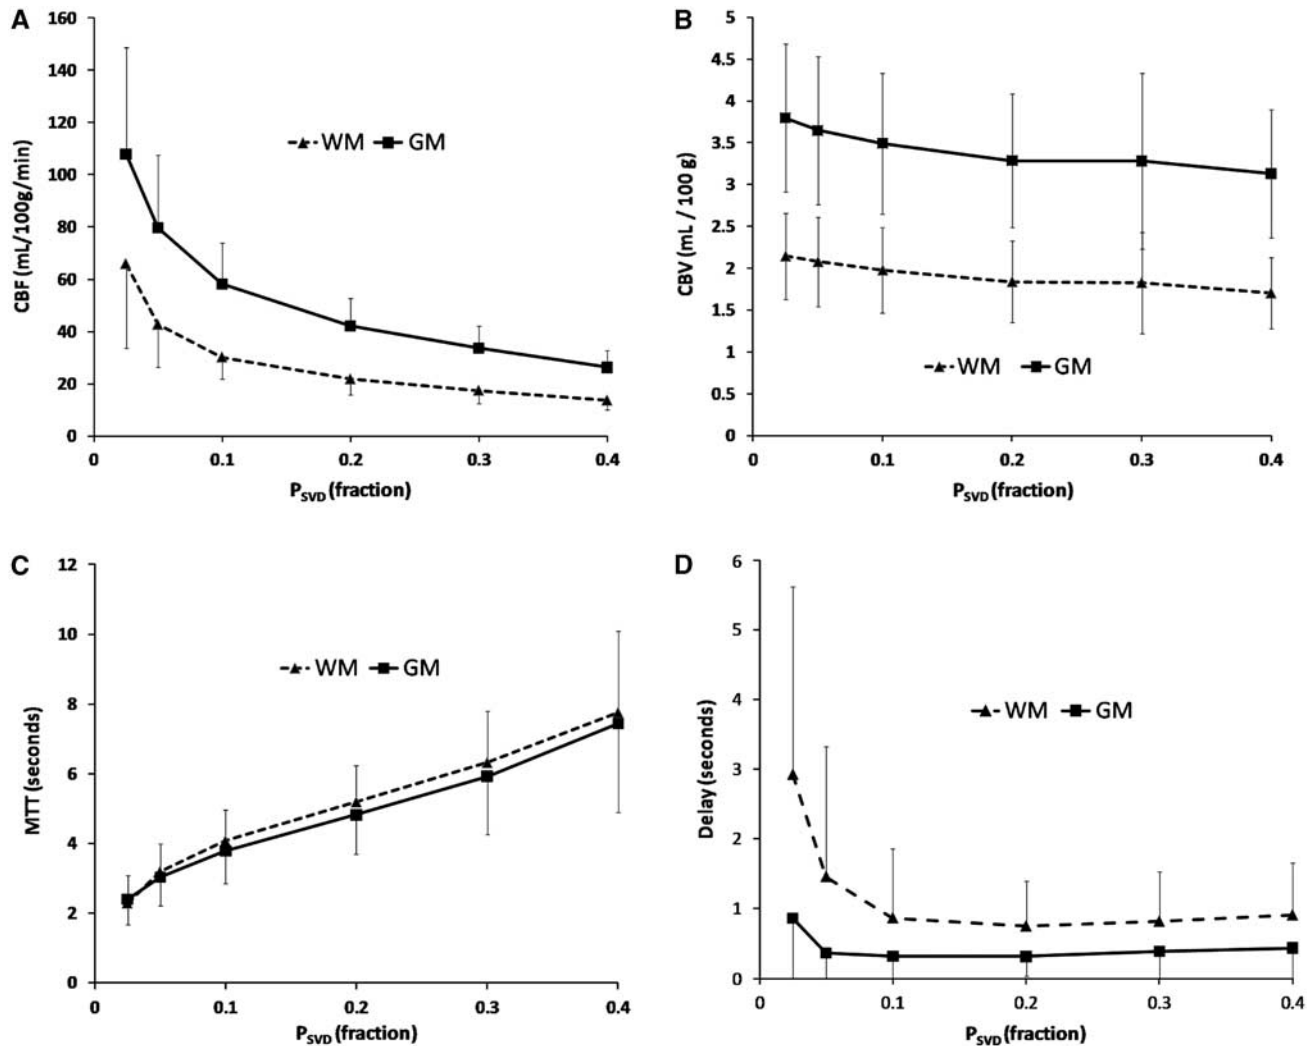 A
160
140
120
100
80
60
40
20
0
CBF (mL/100g/min)
WM GM
0 0.1 0.2 0.3 0.4
PSVD (fraction)
B
5
4.5
4
3.5
3
2.5
2
1.5
1
0.5
0
CBV (mL / 100 g)
WM GM
0 0.1 0.2 0.3 0.4
PSVD (fraction)
C
12
10
8
6
4
2
0
MTT (seconds)
WM GM
0 0.1 0.2 0.3 0.4
PSVD (fraction)
D
6
5
4
3
2
1
0
Delay (seconds)
WM GM
0 0.1 0.2 0.3 0.4
PSVD (fraction)